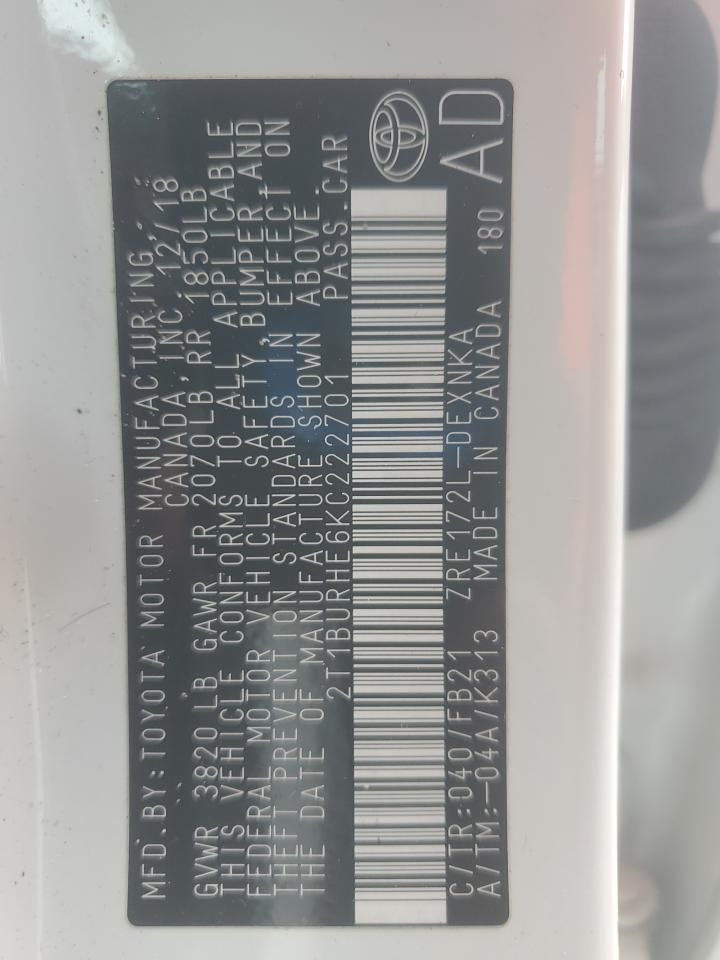 MFD.BY:TOYOTA MOTOR MANUFACTURING,
CANADA, INC. 12/18
GVWR 3820LB GAWR FR 2070LB, RR 1850LB
THIS VEHICLE CONFORMS TO ALL APPLICABLE
FEDERAL MOTOR VEHICLE SAFETY, BUMPER, AND
THEFT PREVENTION STANDARDS IN EFFECT ON
THE DATE OF MANUFACTURE SHOWN ABOVE.
2T1BURHE6KC222701 PASS.CAR
C/TR:040/FB21 ZRE172L-DEXNKA
A/TM:-04A/K313 MADE IN CANADA 180
AD